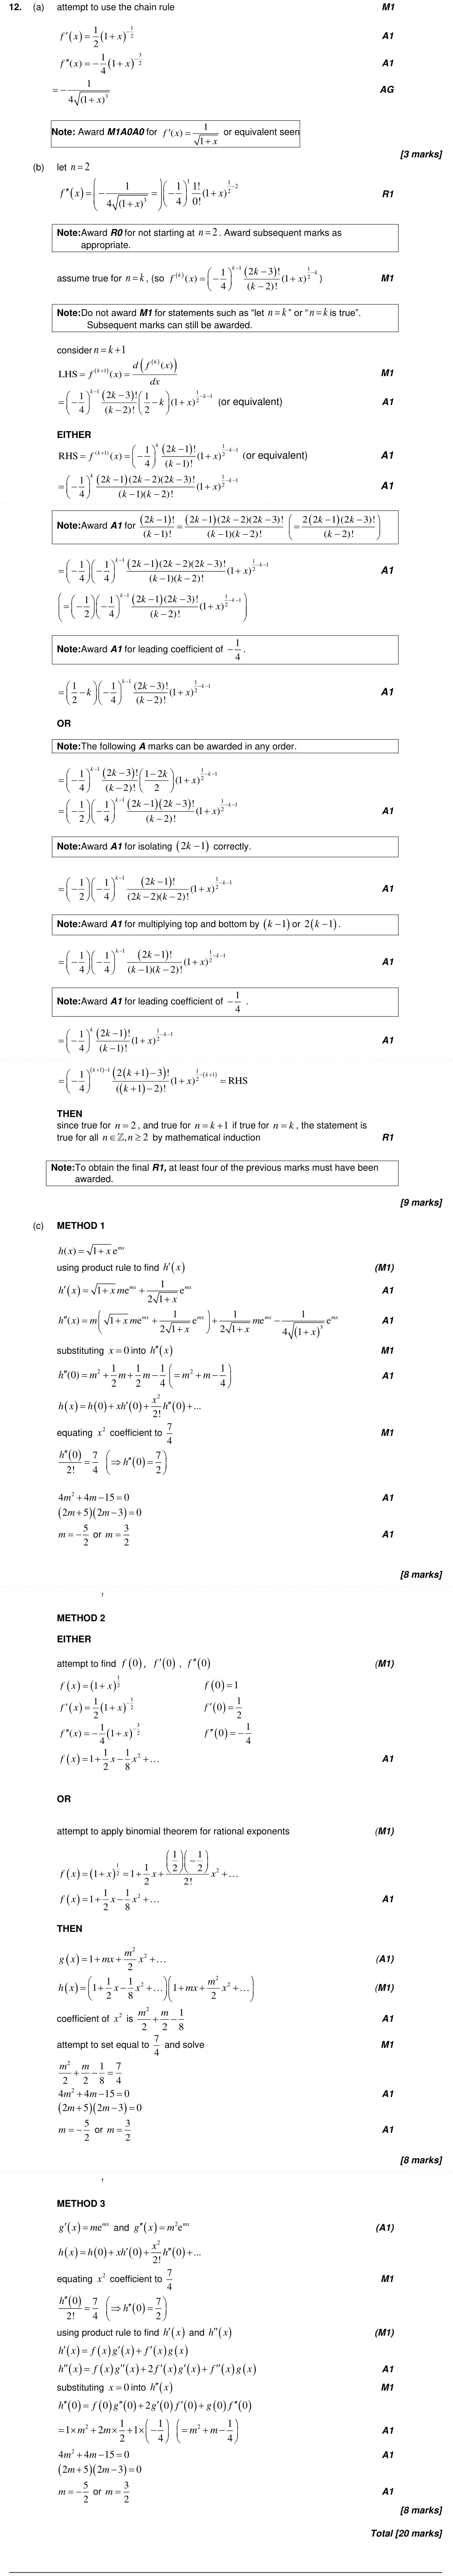 12. (a) attempt to use the chain rule M1
f′(x) = 1/2 (1+x)^(-1/2) A1
f″(x) = -1/4 (1+x)^(-3/2) A1
= -1/(4√((1+x)^3)) AG
Note: Award M1A0A0 for f′(x) = 1/√(1+x) or equivalent seen
[3 marks]
(b) let n = 2
f″(x) = (-1/(4√((1+x)^3)) =) (-1/4)^1 1!/0! (1+x)^(1/2-2) R1
Note: Award R0 for not starting at n = 2. Award subsequent marks as
appropriate.
assume true for n = k, (so f^(k)(x) = (-1/4)^(k-1) (2k-3)!/(k-2)! (1+x)^(1/2-k)) M1
Note: Do not award M1 for statements such as “let n = k” or “n = k is true”.
Subsequent marks can still be awarded.
consider n = k+1
LHS = f^(k+1)(x) = d(f^(k)(x))/dx M1
= (-1/4)^(k-1) (2k-3)!/(k-2)! (1/2 - k)(1+x)^(1/2-k-1) (or equivalent) A1
EITHER
RHS = f^(k+1)(x) = (-1/4)^k (2k-1)!/(k-1)! (1+x)^(1/2-k-1) (or equivalent) A1
= (-1/4)^k (2k-1)(2k-2)(2k-3)!/((k-1)(k-2)!) (1+x)^(1/2-k-1) A1
Note: Award A1 for (2k-1)!/(k-1)! = (2k-1)(2k-2)(2k-3)!/((k-1)(k-2)!) (= 2(2k-1)(2k-3)!/(k-2)!)
= (-1/4)(-1/4)^(k-1) (2k-1)(2k-2)(2k-3)!/((k-1)(k-2)!) (1+x)^(1/2-k-1) A1
(= (-1/2)(-1/4)^(k-1) (2k-1)(2k-3)!/(k-2)! (1+x)^(1/2-k-1))
Note: Award A1 for leading coefficient of -1/4.
= (1/2 - k)(-1/4)^(k-1) (2k-3)!/(k-2)! (1+x)^(1/2-k-1) A1
OR
Note: The following A marks can be awarded in any order.
= (-1/4)^(k-1) (2k-3)!/(k-2)! ((1-2k)/2)(1+x)^(1/2-k-1)
= (-1/2)(-1/4)^(k-1) (2k-1)(2k-3)!/(k-2)! (1+x)^(1/2-k-1) A1
Note: Award A1 for isolating (2k-1) correctly.
= (-1/2)(-1/4)^(k-1) (2k-1)!/((2k-2)(k-2)!) (1+x)^(1/2-k-1) A1
Note: Award A1 for multiplying top and bottom by (k-1) or 2(k-1).
= (-1/4)(-1/4)^(k-1) (2k-1)!/((k-1)(k-2)!) (1+x)^(1/2-k-1) A1
Note: Award A1 for leading coefficient of -1/4 .
= (-1/4)^k (2k-1)!/(k-1)! (1+x)^(1/2-k-1) A1
= (-1/4)^((k+1)-1) (2(k+1)-3)!/((k+1)-2)! (1+x)^(1/2-(k+1)) = RHS
THEN
since true for n = 2, and true for n = k+1 if true for n = k, the statement is
true for all n ∈ ℤ, n ≥ 2 by mathematical induction R1
Note: To obtain the final R1, at least four of the previous marks must have been
awarded.
[9 marks]
(c) METHOD 1
h(x) = √(1+x) e^(mx)
using product rule to find h′(x) (M1)
h′(x) = √(1+x) me^(mx) + 1/(2√(1+x)) e^(mx) A1
h″(x) = m(√(1+x) me^(mx) + 1/(2√(1+x)) e^(mx)) + 1/(2√(1+x)) me^(mx) - 1/(4√((1+x)^3)) e^(mx) A1
substituting x = 0 into h″(x) M1
h″(0) = m² + 1/2 m + 1/2 m - 1/4 (= m² + m - 1/4) A1
h(x) = h(0) + xh′(0) + x²/2! h″(0) + ...
equating x² coefficient to 7/4 M1
h″(0)/2! = 7/4 (⇒ h″(0) = 7/2)
4m² + 4m - 15 = 0 A1
(2m+5)(2m-3) = 0
m = -5/2 or m = 3/2 A1
[8 marks]
METHOD 2
EITHER
attempt to find f(0), f′(0), f″(0) (M1)
f(x) = (1+x)^(1/2) f(0) = 1
f′(x) = 1/2 (1+x)^(-1/2) f′(0) = 1/2
f″(x) = -1/4 (1+x)^(-3/2) f″(0) = -1/4
f(x) = 1 + 1/2 x - 1/8 x² + … A1
OR
attempt to apply binomial theorem for rational exponents (M1)
f(x) = (1+x)^(1/2) = 1 + 1/2 x + (1/2)(-1/2)/2! x² + …
f(x) = 1 + 1/2 x - 1/8 x² + … A1
THEN
g(x) = 1 + mx + m²/2 x² + … (A1)
h(x) = (1 + 1/2 x - 1/8 x² + …)(1 + mx + m²/2 x² + …) (M1)
coefficient of x² is m²/2 + m/2 - 1/8 A1
attempt to set equal to 7/4 and solve M1
m²/2 + m/2 - 1/8 = 7/4
4m² + 4m - 15 = 0 A1
(2m+5)(2m-3) = 0
m = -5/2 or m = 3/2 A1
[8 marks]
METHOD 3
g′(x) = me^(mx) and g″(x) = m²e^(mx) (A1)
h(x) = h(0) + xh′(0) + x²/2! h″(0) + ...
equating x² coefficient to 7/4 M1
h″(0)/2! = 7/4 (⇒ h″(0) = 7/2)
using product rule to find h′(x) and h″(x) (M1)
h′(x) = f(x)g′(x) + f′(x)g(x)
h″(x) = f(x)g″(x) + 2f′(x)g′(x) + f″(x)g(x) A1
substituting x = 0 into h″(x) M1
h″(0) = f(0)g″(0) + 2g′(0)f′(0) + g(0)f″(0)
= 1×m² + 2m×1/2 + 1×(-1/4) (= m² + m - 1/4) A1
4m² + 4m - 15 = 0 A1
(2m+5)(2m-3) = 0
m = -5/2 or m = 3/2 A1
[8 marks]
Total [20 marks]